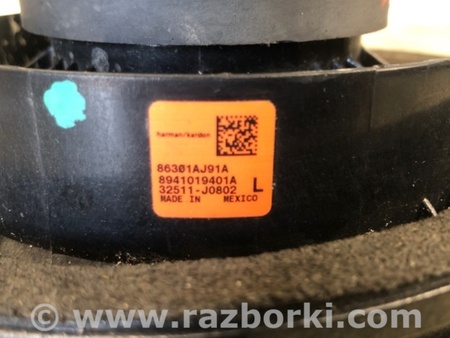 harman/kardon
86301AJ91A
8941019401A
32511-J0802 L
MADE IN MEXICO
www.razborki.com